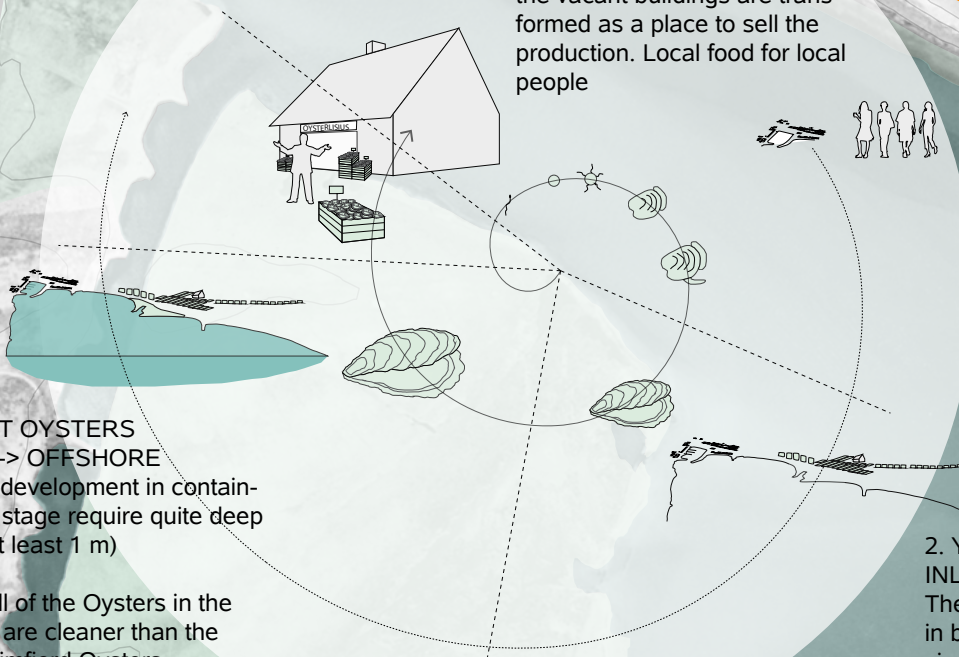 the vacant buildings are trans-
formed as a place to sell the
production. Local food for local
people
OYSTERLISIUS
T OYSTERS
-> OFFSHORE
development in contain-
stage require quite deep
t least 1 m)
ll of the Oysters in the
are cleaner than the
Oysters
2. Y
INL
The
in b